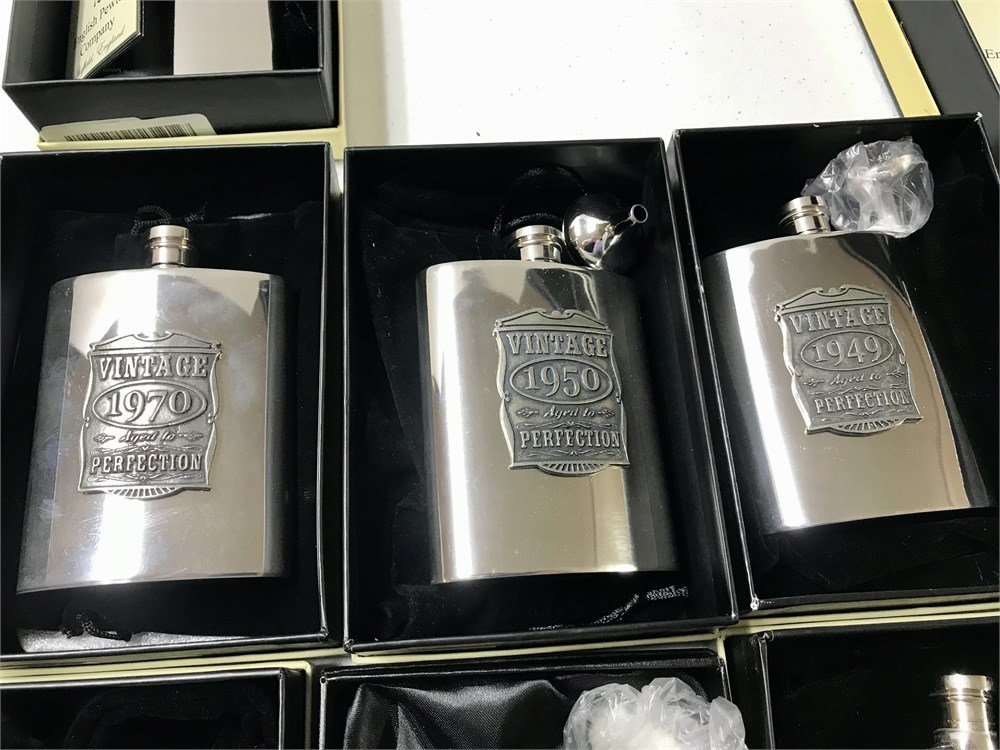 English Pewter
Company
VINTAGE
1970
Aged to
PERFECTION
VINTAGE
1950
Aged to
PERFECTION
VINTAGE
1949
Aged to
PERFECTION